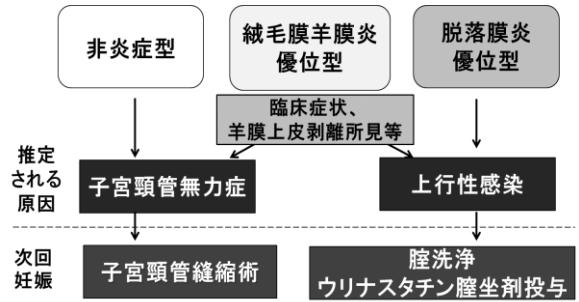 非炎症型
絨毛膜羊膜炎
優位型
脱落膜炎
優位型
臨床症状、
羊膜上皮剥離所見等
推定
される
原因
子宮頸管無力症
上行性感染
次回
妊娠
子宮頸管縫縮術
腟洗浄
ウリナスタチン腟坐剤投与